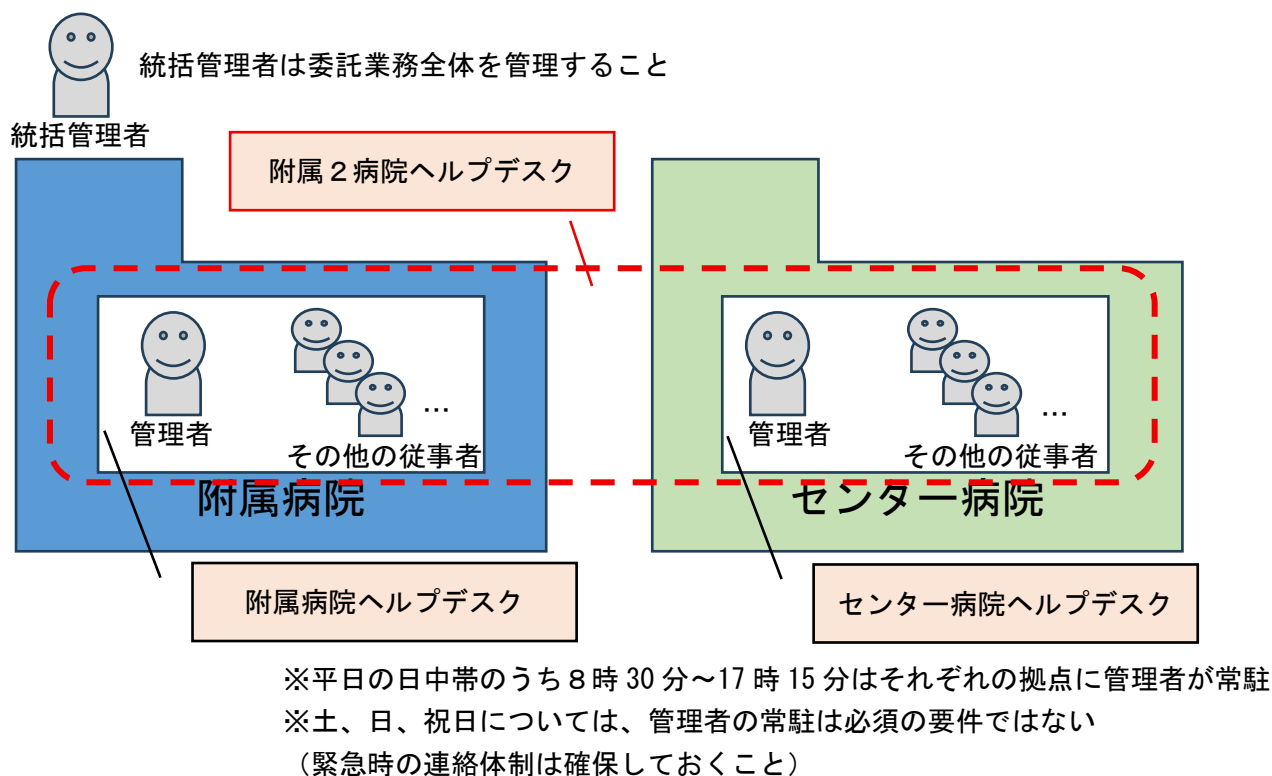 統括管理者は委託業務全体を管理すること
統括管理者
附属２病院ヘルプデスク
管理者
その他の従事者
…
附属病院
管理者
その他の従事者
…
センター病院
附属病院ヘルプデスク
センター病院ヘルプデスク
※平日の日中帯のうち８時30分～17時15分はそれぞれの拠点に管理者が常駐
※土、日、祝日については、管理者の常駐は必須の要件ではない
（緊急時の連絡体制は確保しておくこと）